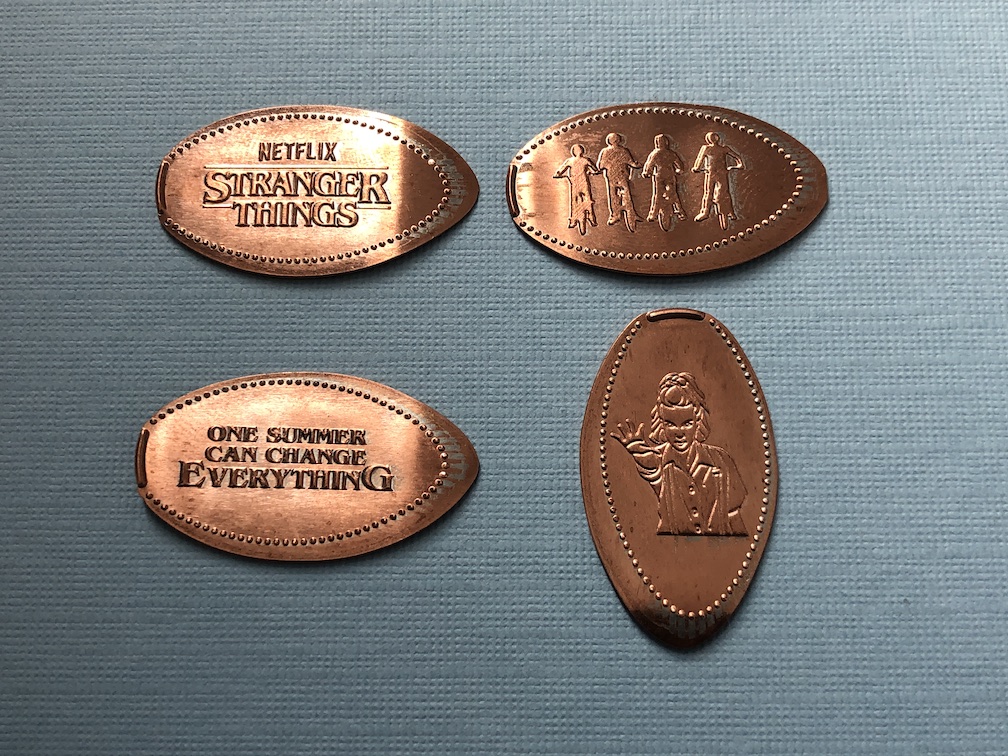 NETFLIX
STRANGER
THINGS
ONE SUMMER
CAN CHANGE
EVERYTHING